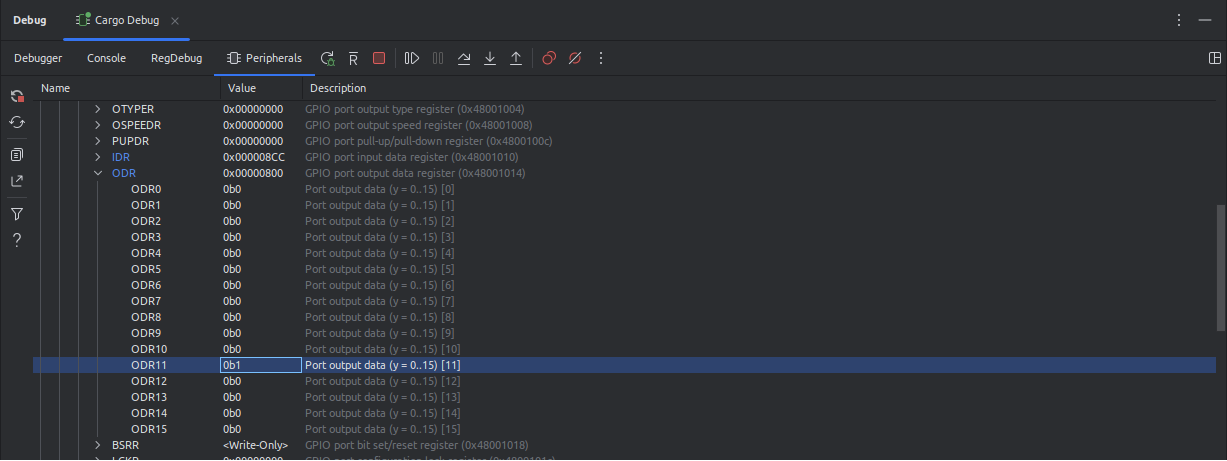 Debug Cargo Debug
Debugger Console RegDebug Peripherals
Name Value Description
OTYPER 0x00000000 GPIO port output type register (0x48001004)
OSPEEDR 0x00000000 GPIO port output speed register (0x48001008)
PUPDR 0x00000000 GPIO port pull-up/pull-down register (0x4800100c)
IDR 0x000008CC GPIO port input data register (0x48001010)
ODR 0x00000800 GPIO port output data register (0x48001014)
ODR0 0b0 Port output data (y = 0..15) [0]
ODR1 0b0 Port output data (y = 0..15) [1]
ODR2 0b0 Port output data (y = 0..15) [2]
ODR3 0b0 Port output data (y = 0..15) [3]
ODR4 0b0 Port output data (y = 0..15) [4]
ODR5 0b0 Port output data (y = 0..15) [5]
ODR6 0b0 Port output data (y = 0..15) [6]
ODR7 0b0 Port output data (y = 0..15) [7]
ODR8 0b0 Port output data (y = 0..15) [8]
ODR9 0b0 Port output data (y = 0..15) [9]
ODR10 0b0 Port output data (y = 0..15) [10]
ODR11 0b1 Port output data (y = 0..15) [11]
ODR12 0b0 Port output data (y = 0..15) [12]
ODR13 0b0 Port output data (y = 0..15) [13]
ODR14 0b0 Port output data (y = 0..15) [14]
ODR15 0b0 Port output data (y = 0..15) [15]
BSRR <Write-Only> GPIO port bit set/reset register (0x48001018)
LCKR 0x00000000 GPIO port configuration lock register (0x4800101c)